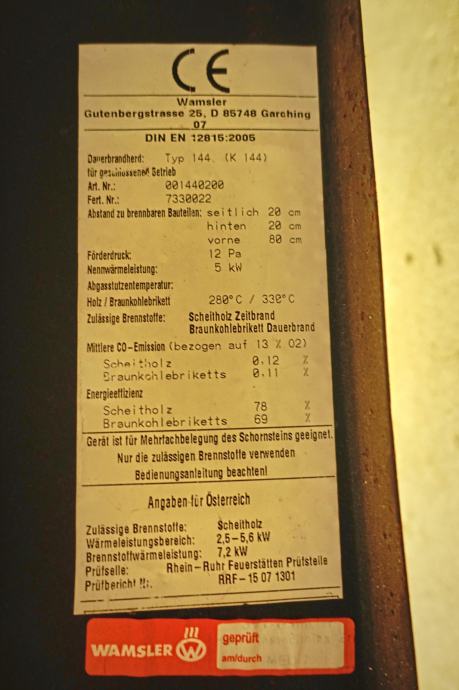 CE
Wamsler
Gutenbergstrasse 25, D 85748 Garching
07
DIN EN 12815:2005
Dauerbrandherd: Typ 144, (K 144)
für geschlossenen Betrieb
Art. Nr.: 001440200
Fert. Nr.: 7330022
Abstand zu brennbaren Bauteilen: seitlich 20 cm
hinten 20 cm
vorne 80 cm
Förderdruck: 12 Pa
Nennwärmeleistung: 5 kW
Abgasstutzentemperatur:
Holz / Braunkohlebrikett 280°C / 330°C
Zulässige Brennstoffe: Scheitholz Zeitbrand
Braunkohlebrikett Dauerbrand
Mittlere CO-Emission (bezogen auf 13 % O2)
Scheitholz 0,12 %
Braunkohlebriketts 0,11 %
Energieeffizienz
Scheitholz 78 %
Braunkohlebriketts 69 %
Gerät ist für Mehrfachbelegung des Schornsteins geeignet.
Nur die zulässigen Brennstoffe verwenden
Bedienungsanleitung beachten!
Angaben für Österreich
Zulässige Brennstoffe: Scheitholz
Wärmeleistungsbereich: 2,5-5,6 kW
Brennstoffwärmeleistung: 7,2 kW
Prüfselle: Rhein-Ruhr Feuerstätten Prüfstelle
Prüfbericht RRF-15 07 1301
WAMSLER W geprüft
am/durch